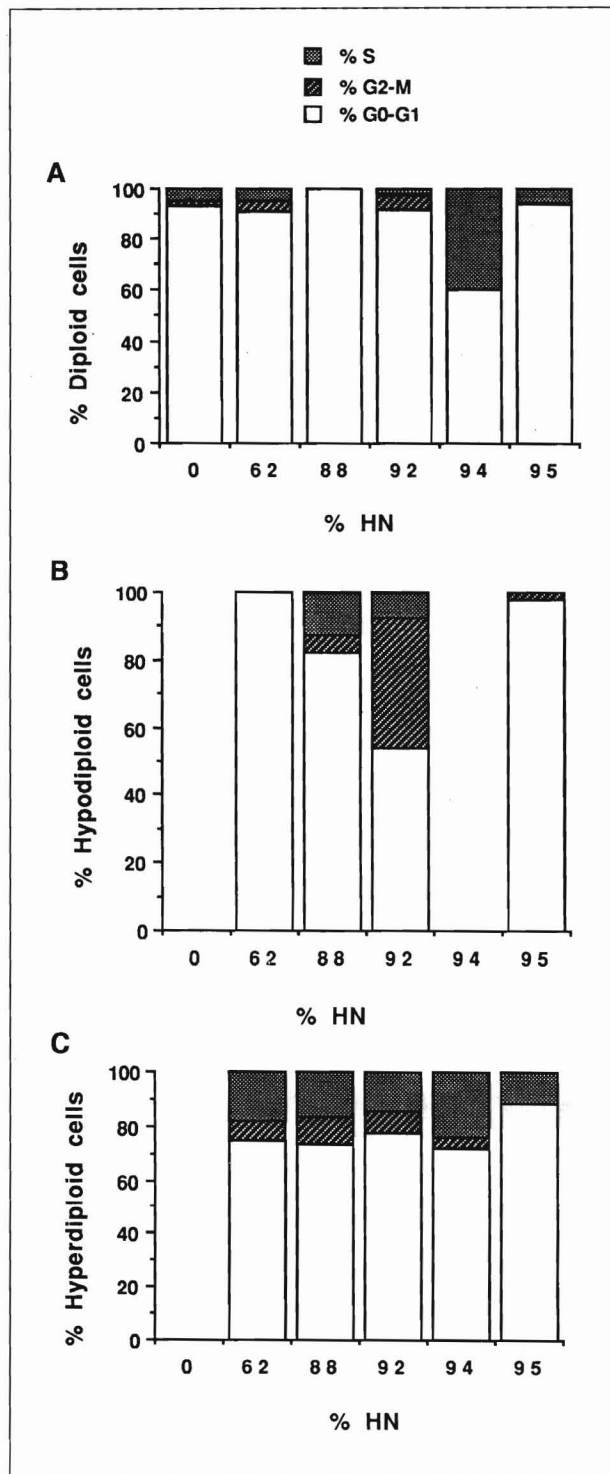 % S
% G2-M
% G0-G1
A
100
80
60
40
20
0
% Diploid cells
0 62 88 92 94 95
% HN
B
100
80
60
40
20
0
% Hypodiploid cells
0 62 88 92 94 95
% HN
C
100
80
60
40
20
0
% Hyperdiploid cells
0 62 88 92 94 95
% HN